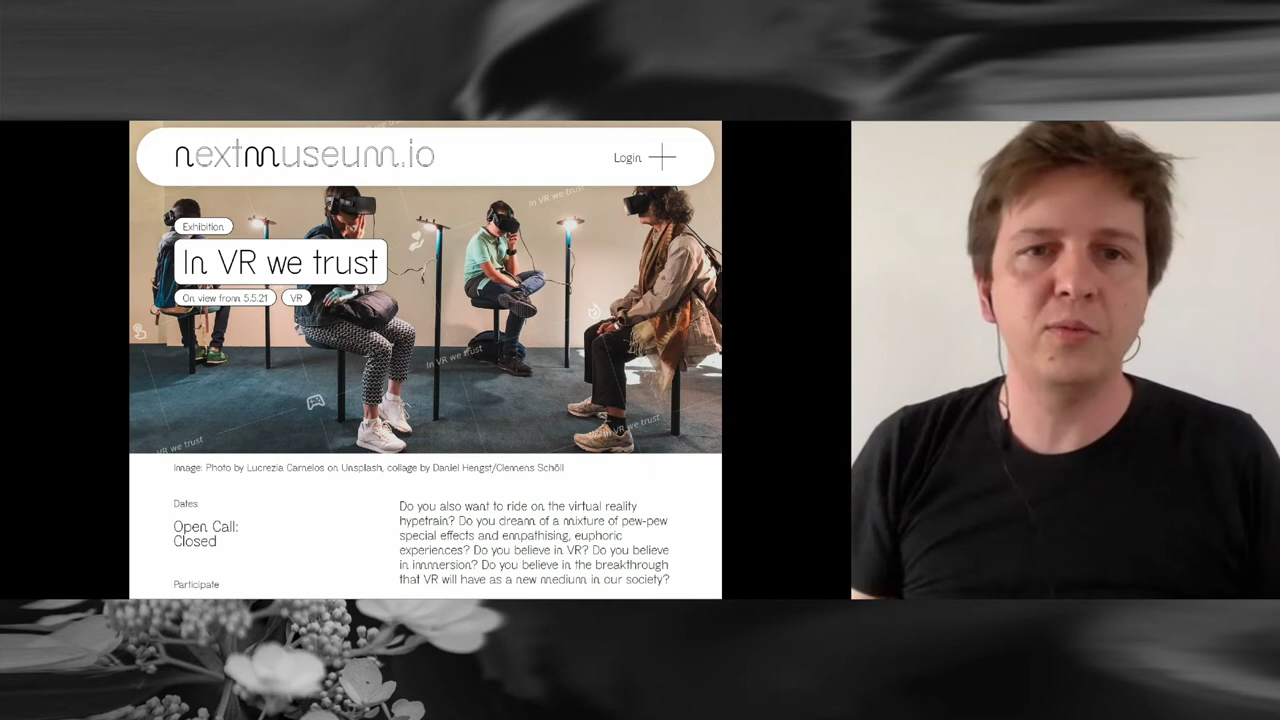 nextmuseum.io
Login
In VR we trust
Exhibition
In VR we trust
On view from 5.5.21
VR
In VR we trust
In VR we trust
VR we trust
Image: Photo by Lucrezia Carnelos on Unsplash, collage by Daniel Hengst/Clemens Schöll
Dates
Open Call:
Closed
Do you also want to ride on the virtual reality
hypetrain? Do you dream of a mixture of pew-pew
special effects and empathising, euphoric
experiences? Do you believe in VR? Do you believe
in immersion? Do you believe in the breakthrough
that VR will have as a new medium in our society?
Participate